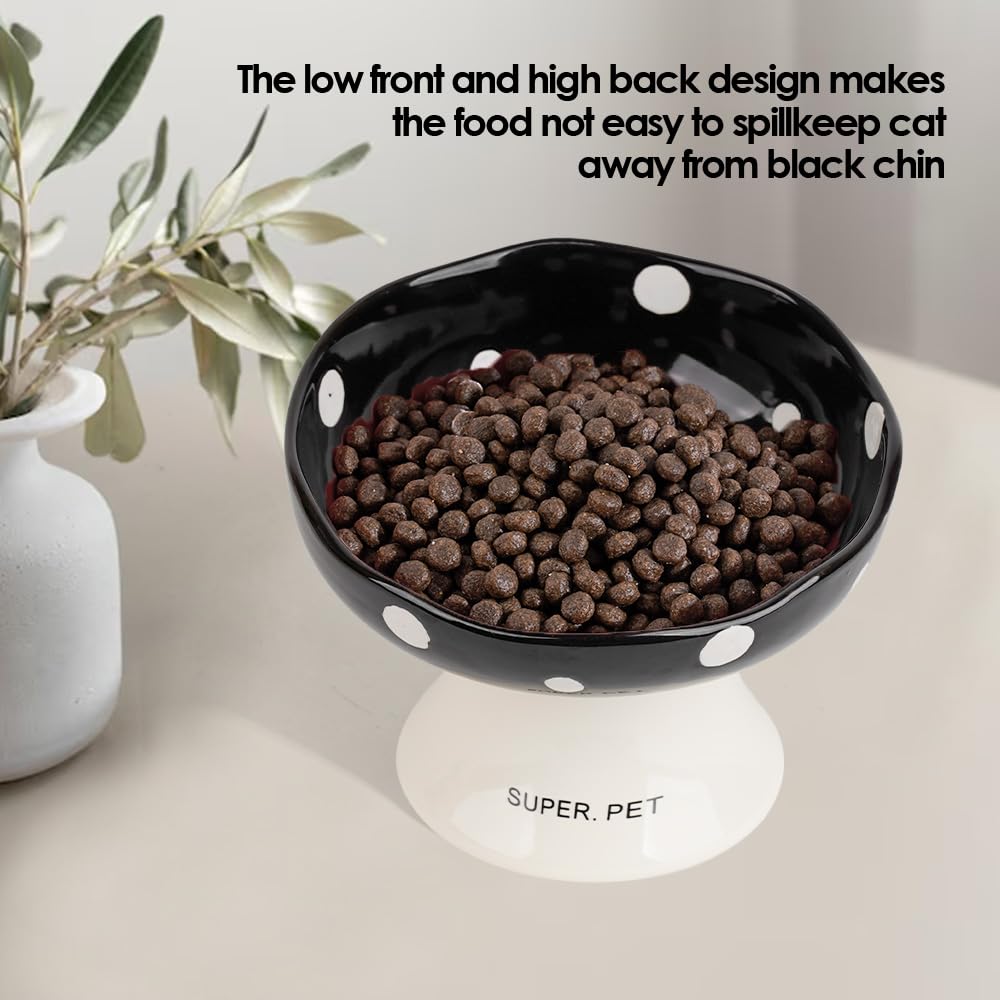 The low front and high back design makes
the food not easy to spillkeep cat
away from black chin
SUPER. PET